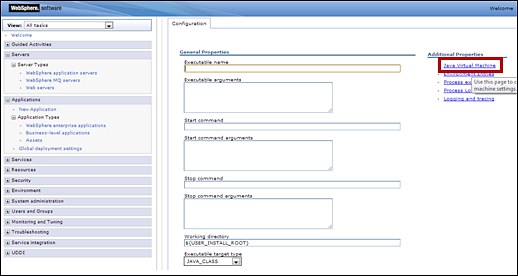 WebSphere. software
Welcome
View: All tasks
Welcome
Guided Activities
Servers
Server Types
WebSphere application servers
WebSphere MQ servers
Web servers
Applications
New Application
Application Types
WebSphere enterprise applications
Business-level applications
Assets
Global deployment settings
Services
Resources
Security
Environment
System administration
Users and Groups
Monitoring and Tuning
Troubleshooting
Service integration
UDDI
Configuration
General Properties
Executable name
Executable arguments
Start command
Start command arguments
Stop command
Stop command arguments
Working directory
${USER_INSTALL_ROOT}
Executable target type
JAVA_CLASS
Additional Properties
Java Virtual Machine
Process ex
Use this page to c
Process Lo
machine settings.
Logging and tracing